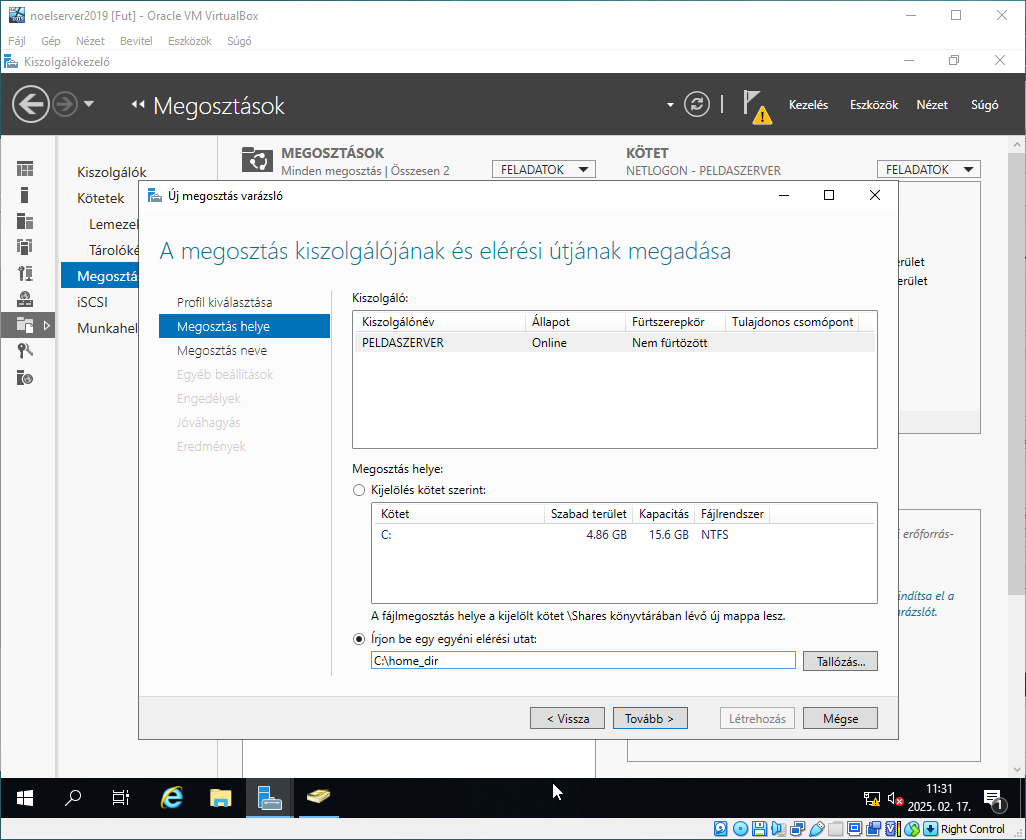 noelserver2019 [Fut] - Oracle VM VirtualBox
Fájl Gép Nézet Bevitel Eszközök Súgó
Kiszolgálókezelő
Megosztások
Kezelés Eszközök Nézet Súgó
Kiszolgálók
Kötetek
Lemezek
Tárolóké
Megosztás
iSCSI
Munkahel
MEGOSZTÁSOK
Minden megosztás | Összesen 2
FELADATOK
KÖTET
NETLOGON - PELDASZERVER
FELADATOK
erület
erület
erőforrás-
indítsa el a
arázslót.
Új megosztás varázsló
A megosztás kiszolgálójának és elérési útjának megadása
Profil kiválasztása
Megosztás helye
Megosztás neve
Egyéb beállítások
Engedélyek
Jóváhagyás
Eredmények
Kiszolgáló:
Kiszolgálónév Állapot Fürtszerepkör Tulajdonos csomópont
PELDASZERVER Online Nem fürtözött
Megosztás helye:
Kijelölés kötet szerint:
Kötet Szabad terület Kapacitás Fájlrendszer
C: 4.86 GB 15.6 GB NTFS
A fájlmegosztás helye a kijelölt kötet \Shares könyvtárában lévő új mappa lesz.
Írjon be egy egyéni elérési utat:
C:\home_dir
Tallózás...
< Vissza Tovább > Létrehozás Mégse
11:31
2025. 02. 17.
1
Right Control